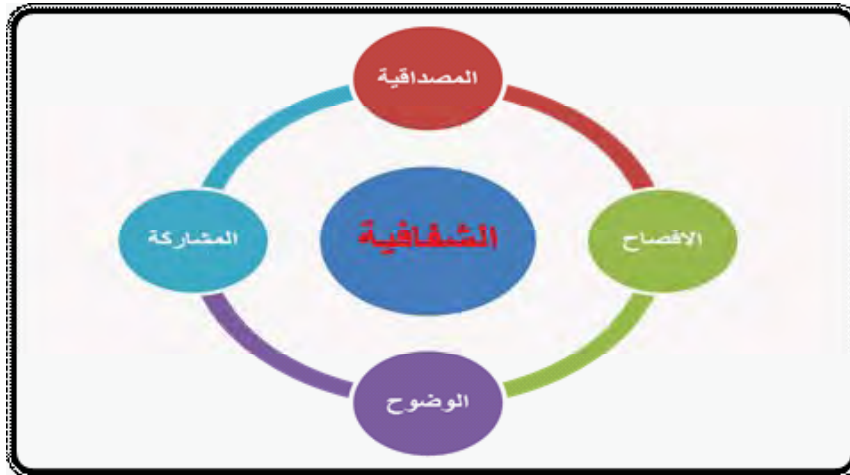 المصداقية
الافصاح
الشفافية
المشاركة
الوضوح